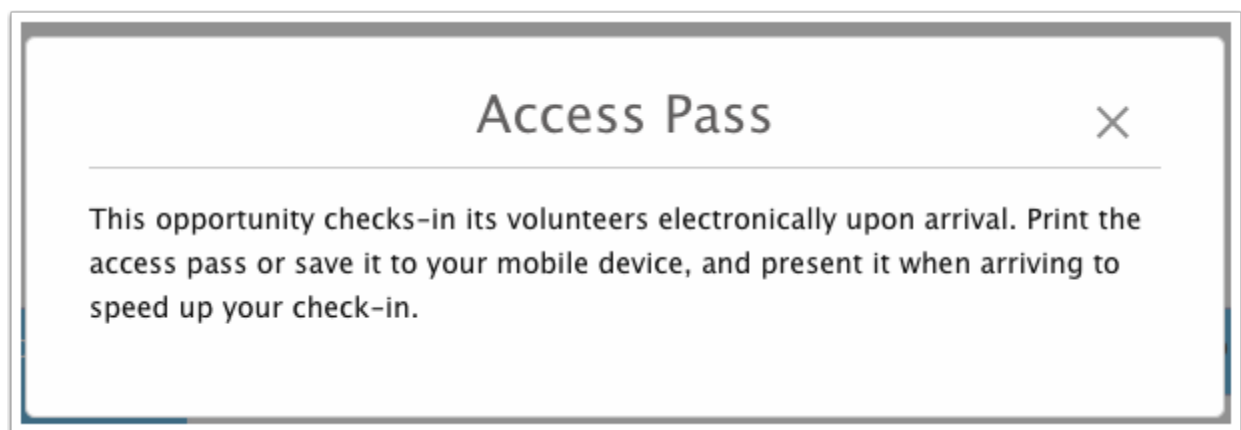 Access Pass
This opportunity checks-in its volunteers electronically upon arrival. Print the
access pass or save it to your mobile device, and present it when arriving to
speed up your check-in.